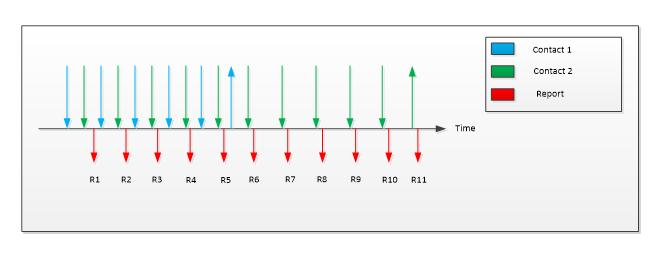 Contact 1
Contact 2
Report
Time
R1 R2 R3 R4 R5 R6 R7 R8 R9 R10 R11